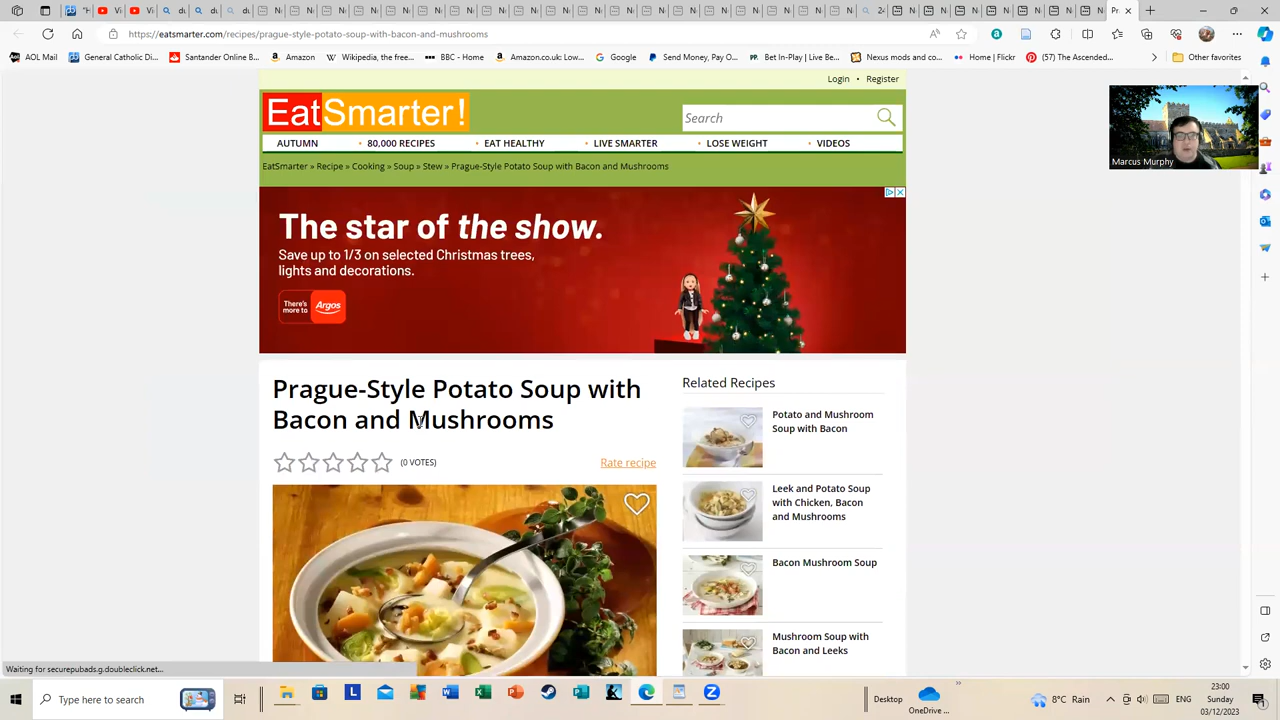 https://eatsmarter.com/recipes/prague-style-potato-soup-with-bacon-and-mushrooms
AOL Mail
General Catholic Di...
Santander Online B...
Amazon
Wikipedia, the free...
BBC - Home
Amazon.co.uk: Low...
Google
Send Money, Pay O...
Bet In-Play | Live Be...
Nexus mods and co...
Home | Flickr
(57) The Ascended...
Other favorites
Login • Register
EatSmarter!
Search
AUTUMN • 80,000 RECIPES • EAT HEALTHY • LIVE SMARTER • LOSE WEIGHT • VIDEOS
EatSmarter » Recipe » Cooking » Soup » Stew » Prague-Style Potato Soup with Bacon and Mushrooms
Marcus Murphy
The star of the show.
Save up to 1/3 on selected Christmas trees,
lights and decorations.
There's more to Argos
Prague-Style Potato Soup with
Bacon and Mushrooms
(0 VOTES)
Rate recipe
Related Recipes
Potato and Mushroom
Soup with Bacon
Leek and Potato Soup
with Chicken, Bacon
and Mushrooms
Bacon Mushroom Soup
Mushroom Soup with
Bacon and Leeks
Waiting for securepubads.g.doubleclick.net...
Type here to search
Desktop
OneDrive ...
8°C Rain
ENG
23:00
Sunday
03/12/2023